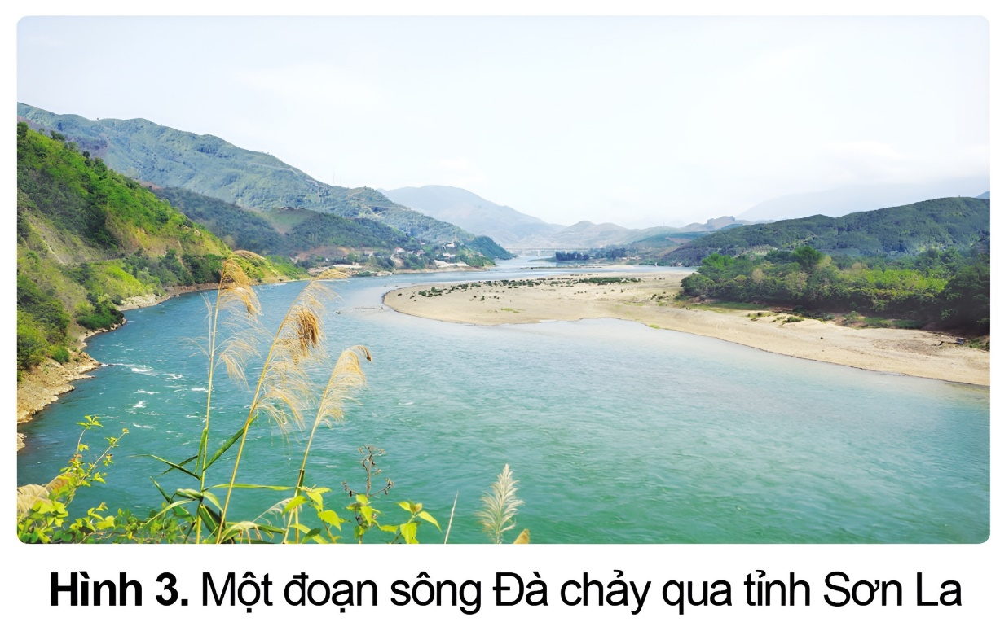 Hình 3. Một đoạn sông Đà chảy qua tỉnh Sơn La